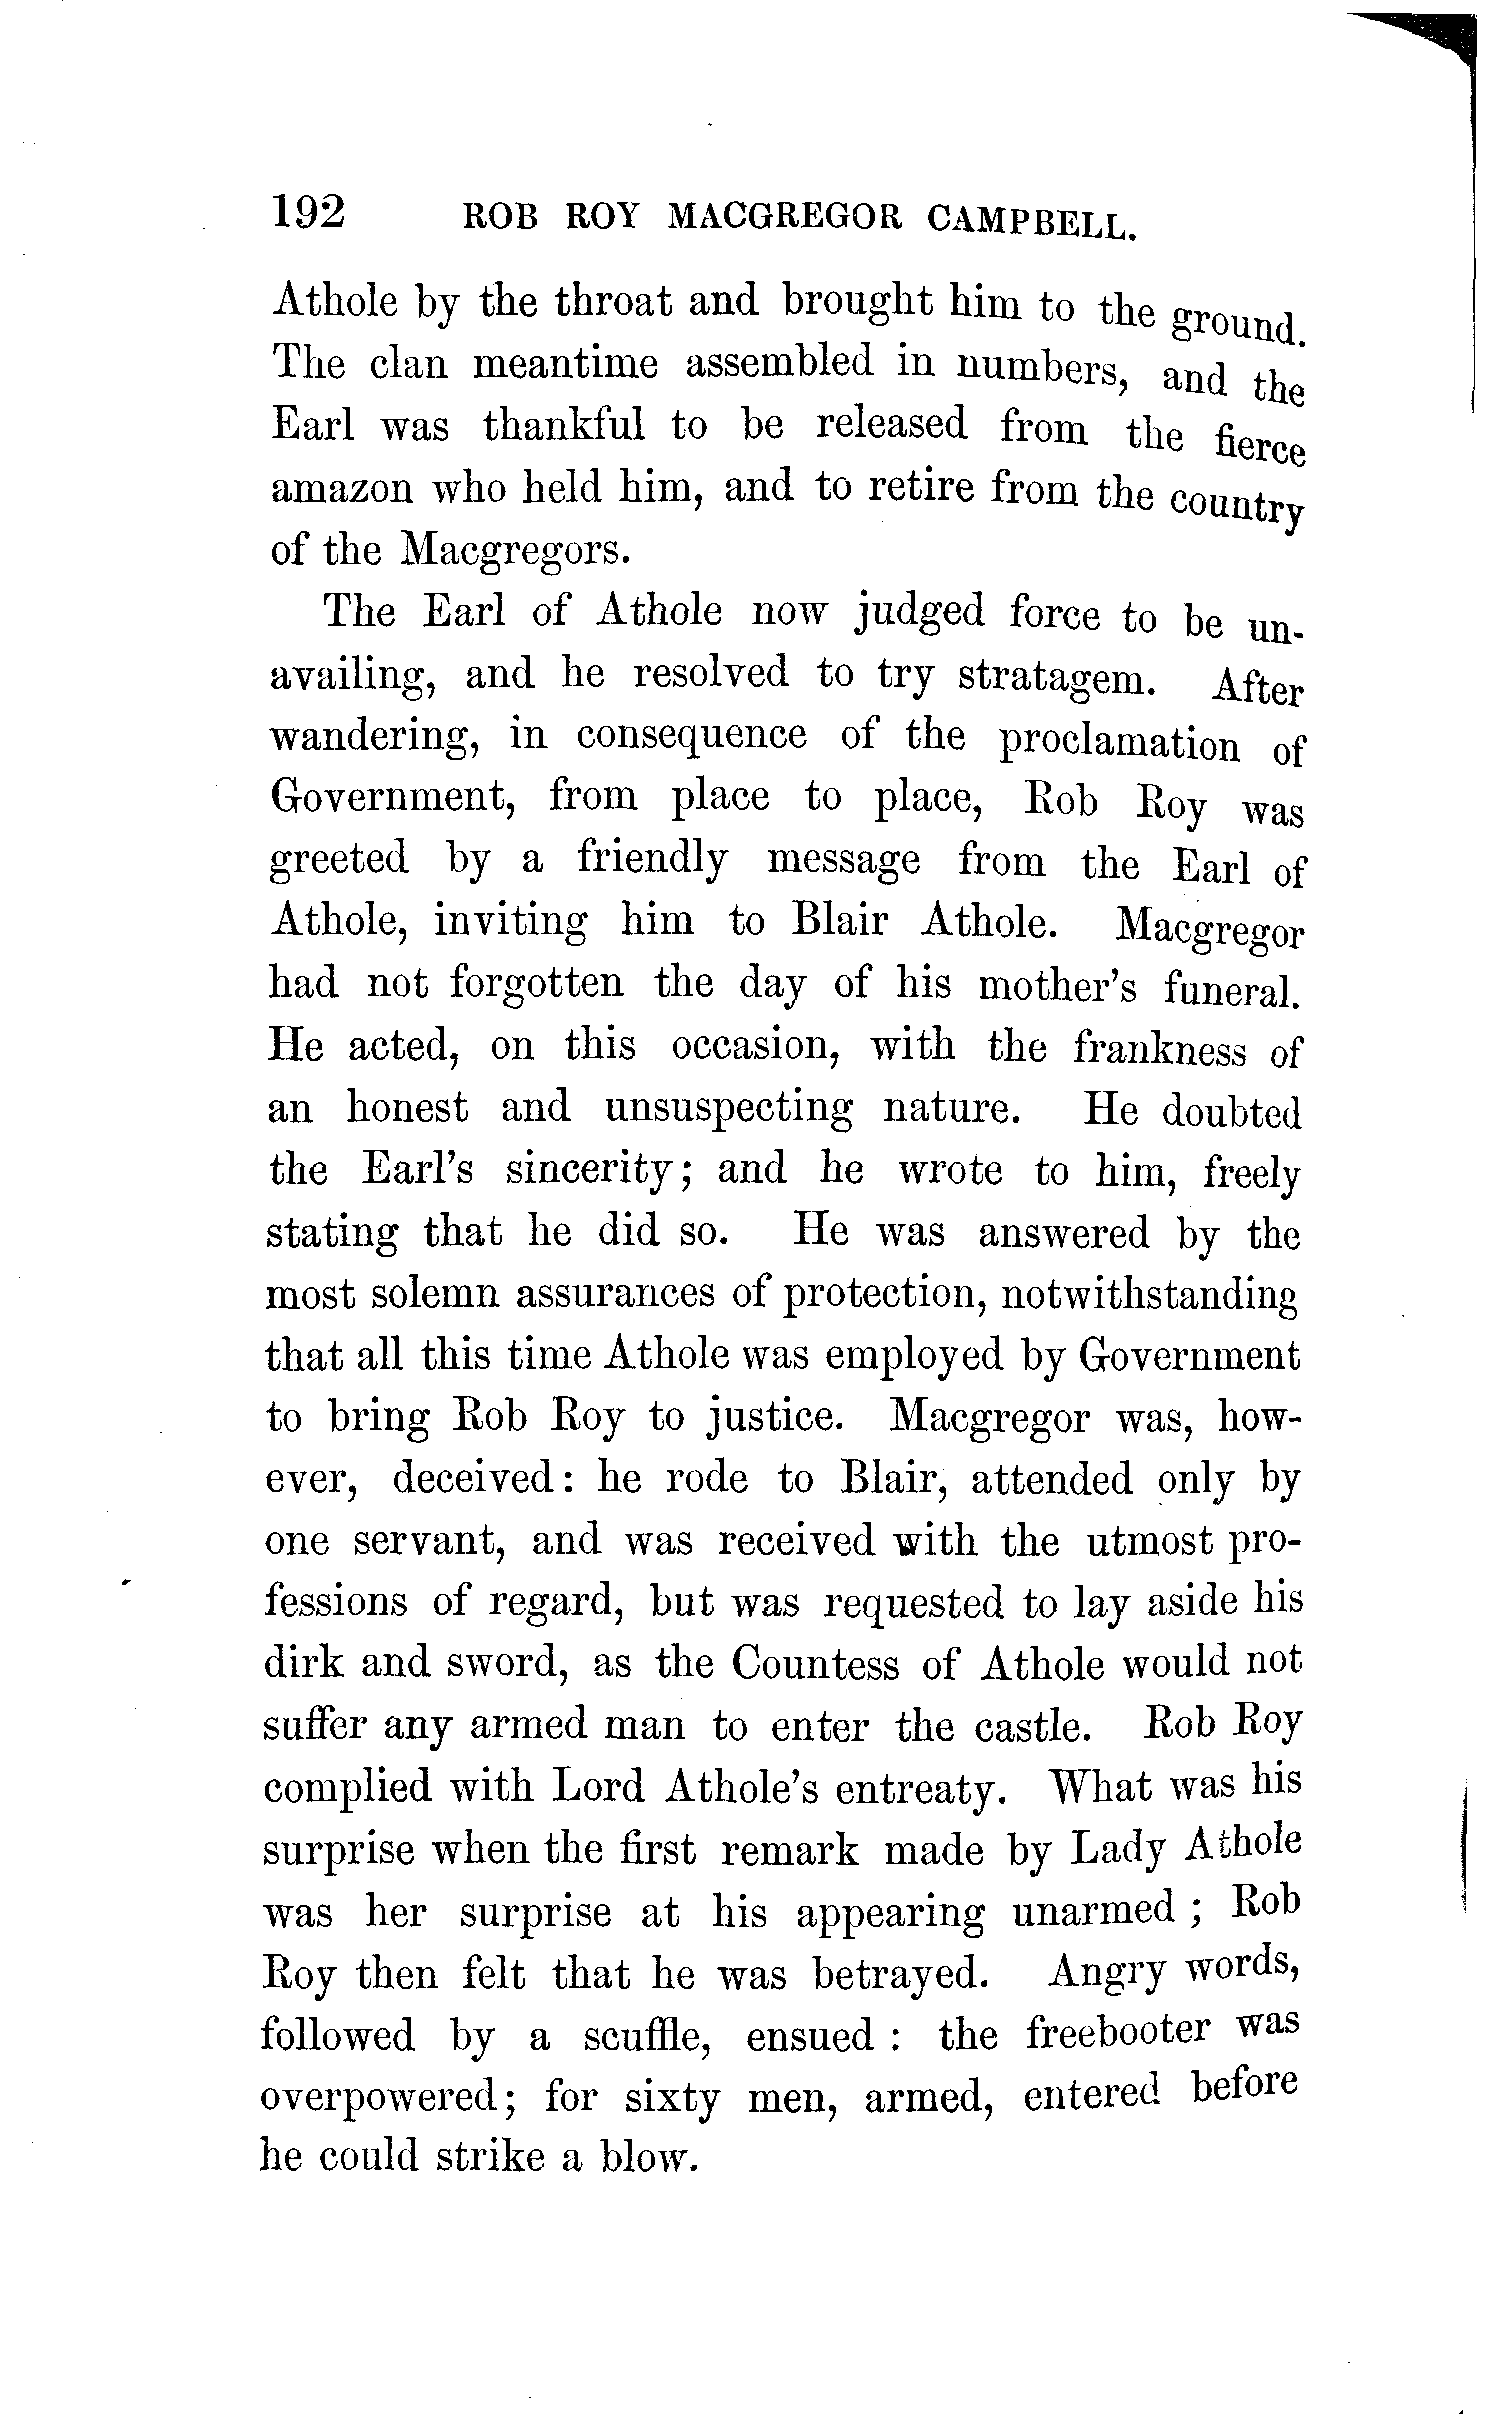 192 ROB ROY MACGREGOR CAMPBELL.
Athole by the throat and brought him to the ground.
The clan meantime assembled in numbers, and the
Earl was thankful to be released from the fierce
amazon who held him, and to retire from the country
of the Macgregors.
The Earl of Athole now judged force to be un-
availing, and he resolved to try stratagem. After
wandering, in consequence of the proclamation of
Government, from place to place, Rob Roy was
greeted by a friendly message from the Earl of
Athole, inviting him to Blair Athole. Macgregor
had not forgotten the day of his mother's funeral.
He acted, on this occasion, with the frankness of
an honest and unsuspecting nature. He doubted
the Earl's sincerity; and he wrote to him, freely
stating that he did so. He was answered by the
most solemn assurances of protection, notwithstanding
that all this time Athole was employed by Government
to bring Rob Roy to justice. Macgregor was, how-
ever, deceived: he rode to Blair, attended only by
one servant, and was received with the utmost pro-
fessions of regard, but was requested to lay aside his
dirk and sword, as the Countess of Athole would not
suffer any armed man to enter the castle. Rob Roy
complied with Lord Athole's entreaty. What was his
surprise when the first remark made by Lady Athole
was her surprise at his appearing unarmed ; Rob
Roy then felt that he was betrayed. Angry words,
followed by a scuffle, ensued : the freebooter was
overpowered; for sixty men, armed, entered before
he could strike a blow.